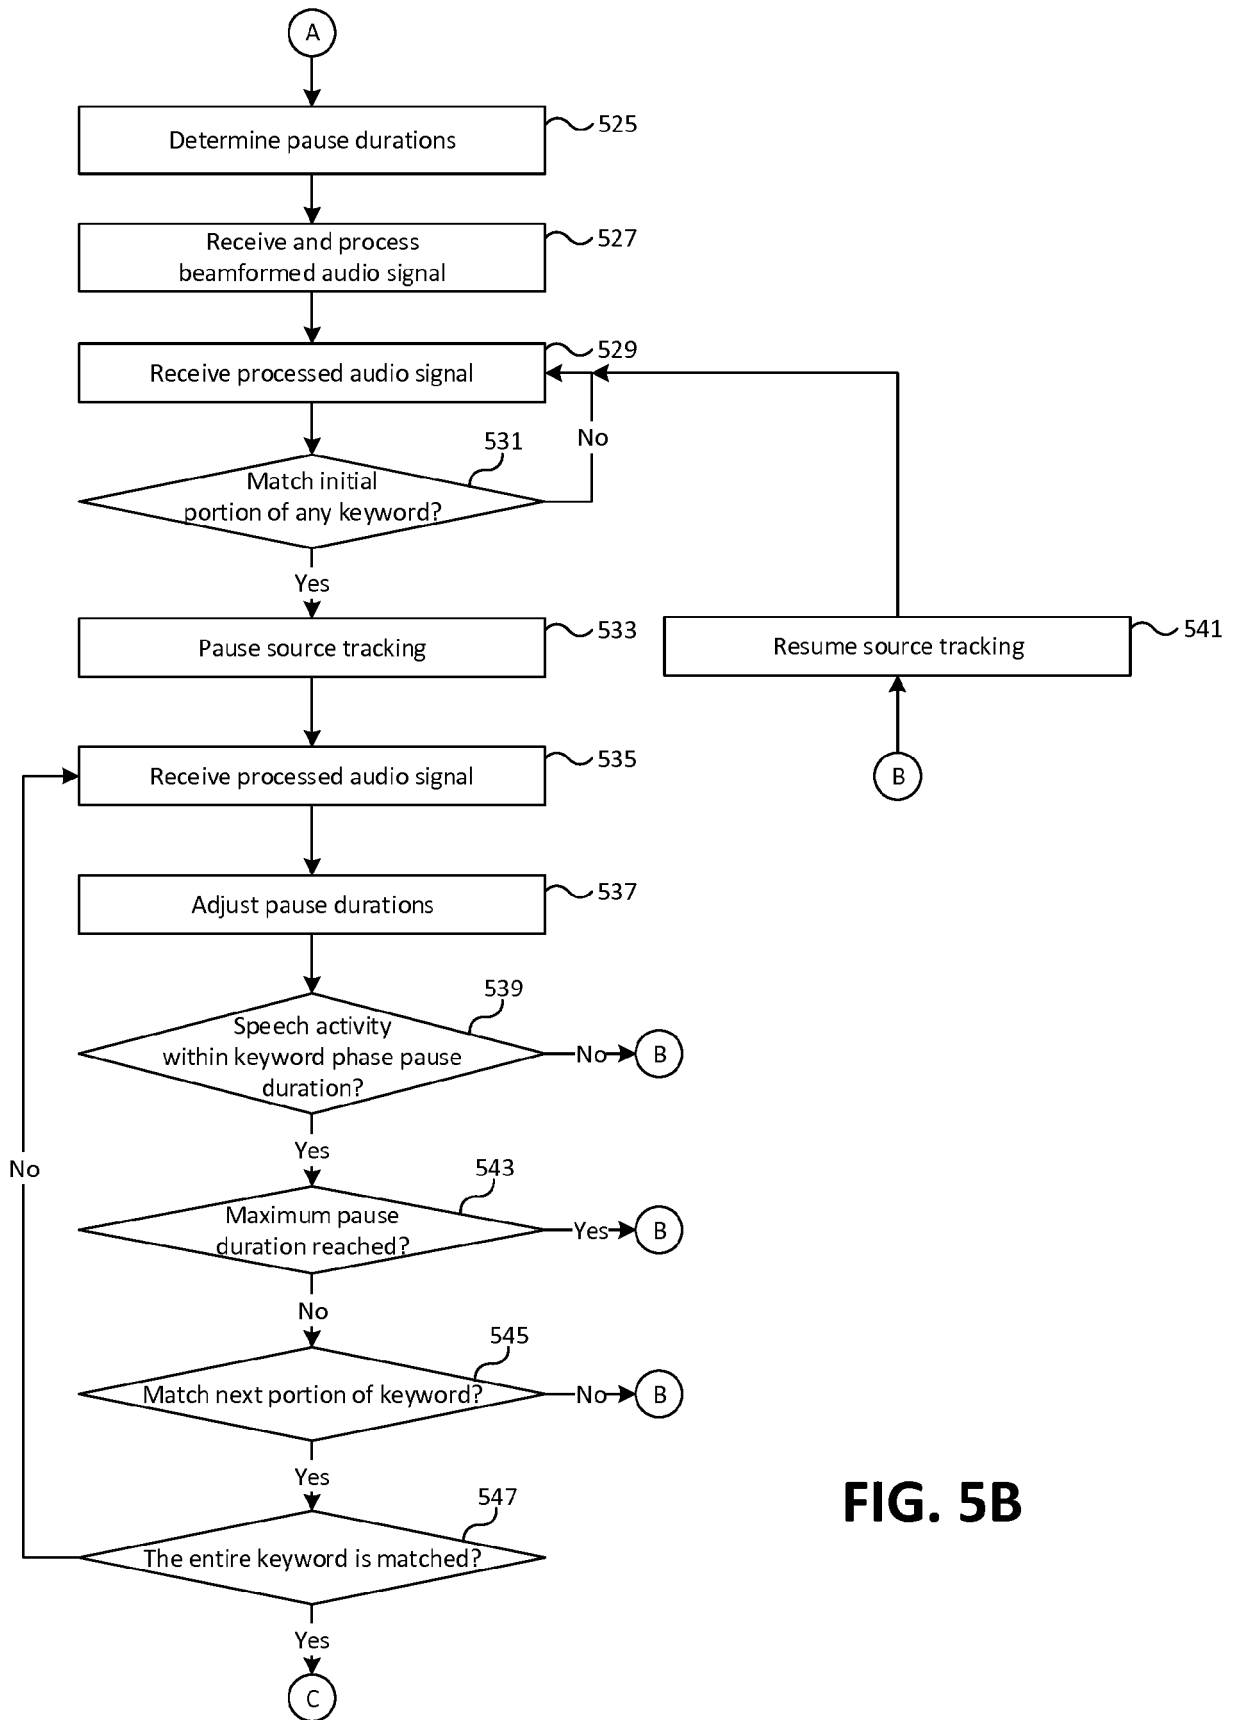 A
Determine pause durations
525
Receive and process
beamformed audio signal
527
Receive processed audio signal
529
No
531
Match initial
portion of any keyword?
Yes
Pause source tracking
533
Resume source tracking
541
Receive processed audio signal
535
B
Adjust pause durations
537
539
Speech activity
within keyword phase pause
duration?
No
B
Yes
No
543
Maximum pause
duration reached?
Yes
B
No
545
Match next portion of keyword?
No
B
Yes
547
The entire keyword is matched?
Yes
C
FIG. 5B